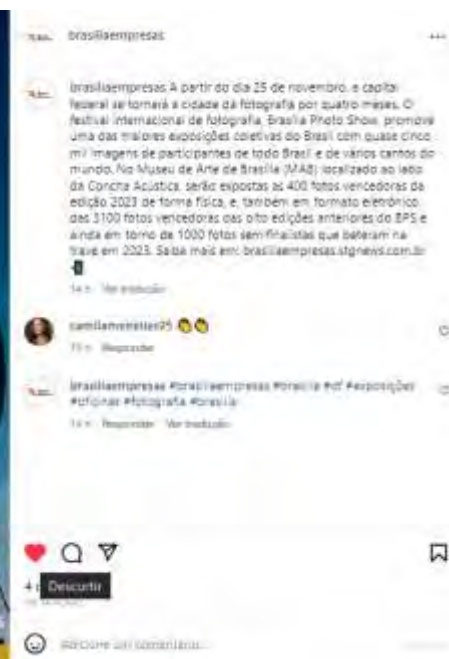 brasiliaempresas
brasiliaempresas A partir do dia 25 de novembro, a capital
federal se tornará a cidade da fotografia por quatro meses. O
festival internacional de fotografia, Brasília Photo Show, promove
uma das maiores exposições coletivas do Brasil com quase cinco
mil imagens de participantes de todo Brasil e de vários cantos do
mundo. No Museu de Arte de Brasília (MAB) localizado ao lado
da Concha Acústica, serão expostas as 400 fotos vencedoras da
edição 2023 de forma física, e, também em formato eletrônico
das 3100 fotos vencedoras das oito edições anteriores do BPS e
ainda em torno de 1000 fotos semifinalistas que bateram na
trave em 2023. Saiba mais em: brasiliaempresas.stgnews.com.br
Ver tradução
Responder
brasiliaempresas #brasiliaempresas #brasilia #df #exposições
#oficinas #fotografia #brasilia
Responder Ver tradução
Descurtir
Adicione um comentário...